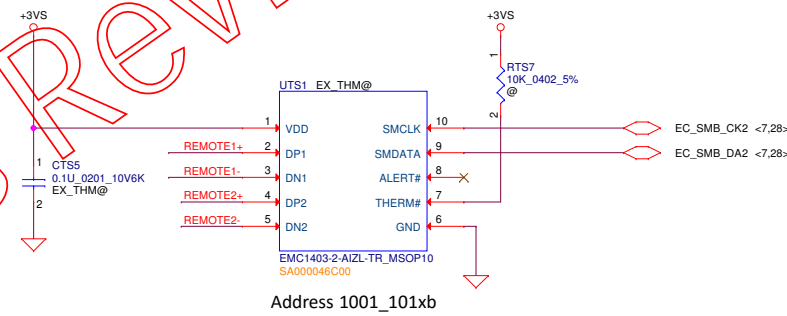 +3VS
+3VS
RTS7
10K_0402_5%
@
1
2
UTS1 EX_THM@
1 VDD
2 DP1
3 DN1
4 DP2
5 DN2
SMCLK 10
SMDATA 9
ALERT# 8
THERM# 7
GND 6
REMOTE1+
REMOTE1-
REMOTE2+
REMOTE2-
EC_SMB_CK2 <7,28>
EC_SMB_DA2 <7,28>
1
CTS5
0.1U_0201_10V6K
EX_THM@
2
EMC1403-2-AIZL-TR_MSOP10
SA000046C00
Address 1001_101xb